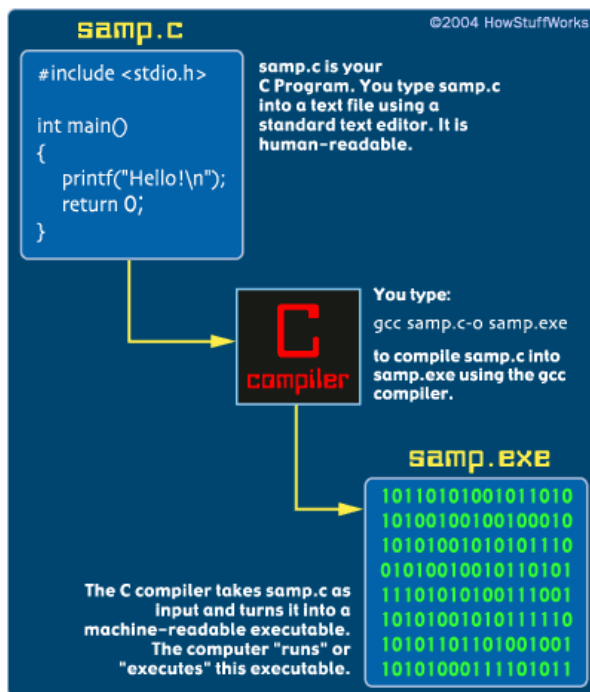 samp.c
©2004 HowStuffWorks
#include <stdio.h>
int main()
{
printf("Hello!\n");
return 0;
}
samp.c is your
C Program. You type samp.c
into a text file using a
standard text editor. It is
human-readable.
C
compiler
You type:
gcc samp.c-o samp.exe
to compile samp.c into
samp.exe using the gcc
compiler.
samp.exe
10110101001011010
10100100100100010
10101001010101110
01010010010110101
11101010100111001
10101001010111110
10101101101001001
10101000111101011
The C compiler takes samp.c as
input and turns it into a
machine-readable executable.
The computer "runs" or
"executes" this executable.